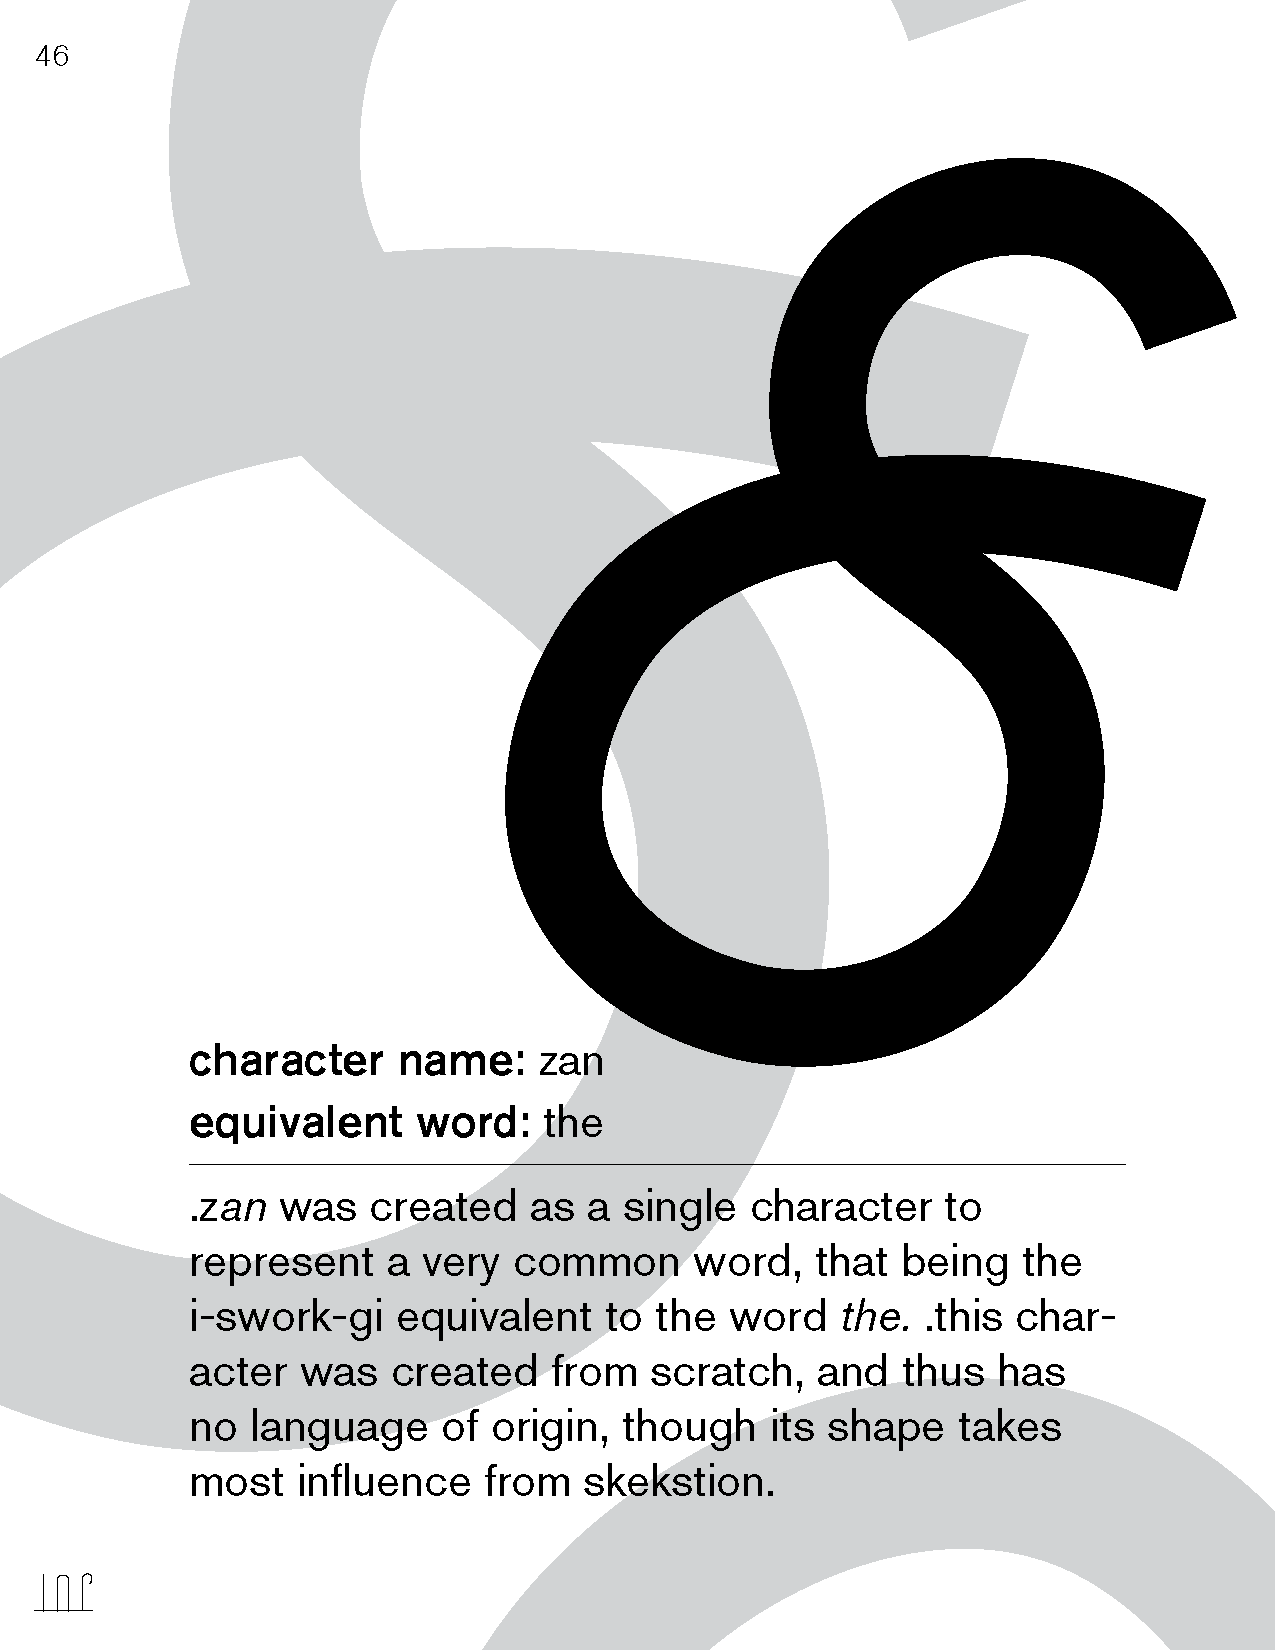 46
character name: zan
equivalent word: the
.zan was created as a single character to
represent a very common word, that being the
i-swork-gi equivalent to the word the. .this char-
acter was created from scratch, and thus has
no language of origin, though its shape takes
most influence from skekstion.